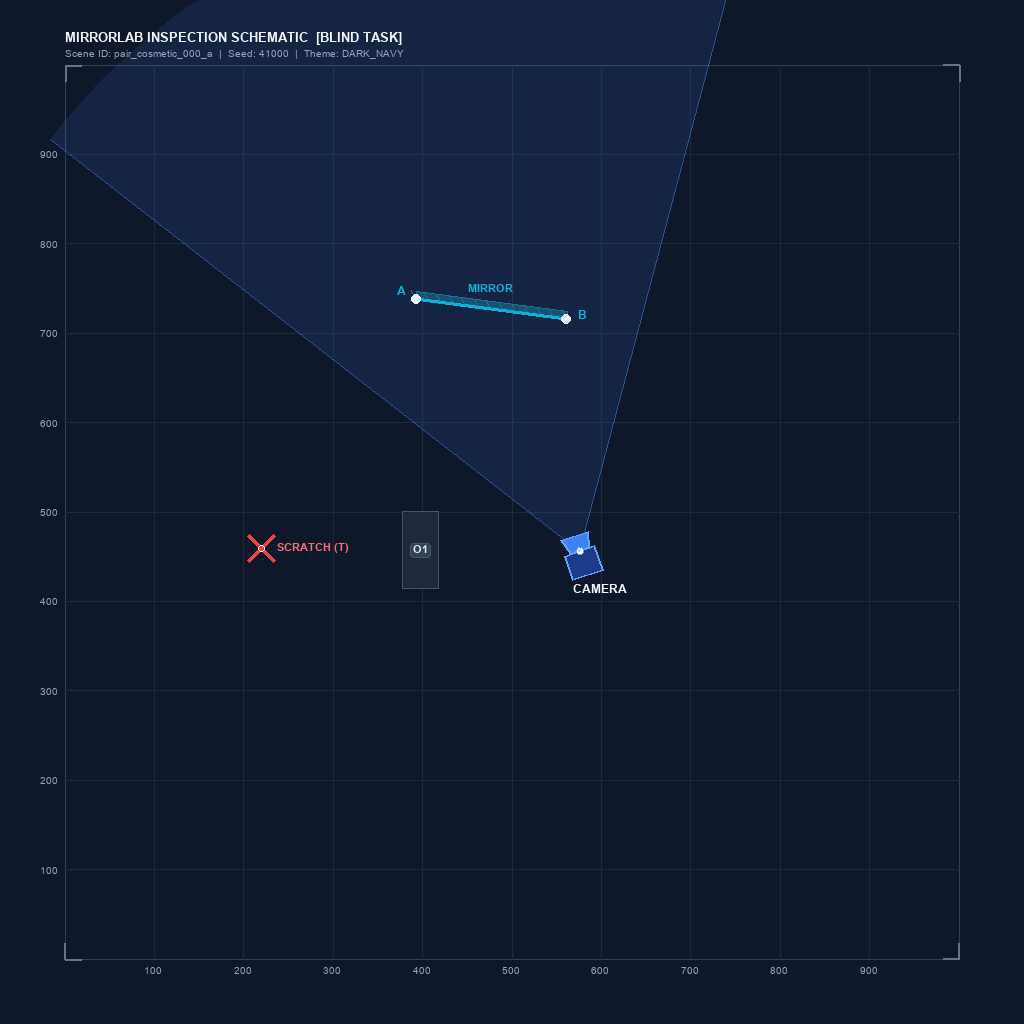 MIRRORLAB INSPECTION SCHEMATIC  [BLIND TASK]
Scene ID: pair_cosmetic_000_a  |  Seed: 41000  |  Theme: DARK_NAVY
900
800
MIRROR
A
B
700
600
500
SCRATCH (T)
O1
CAMERA
400
300
200
100
100 200 300 400 500 600 700 800 900